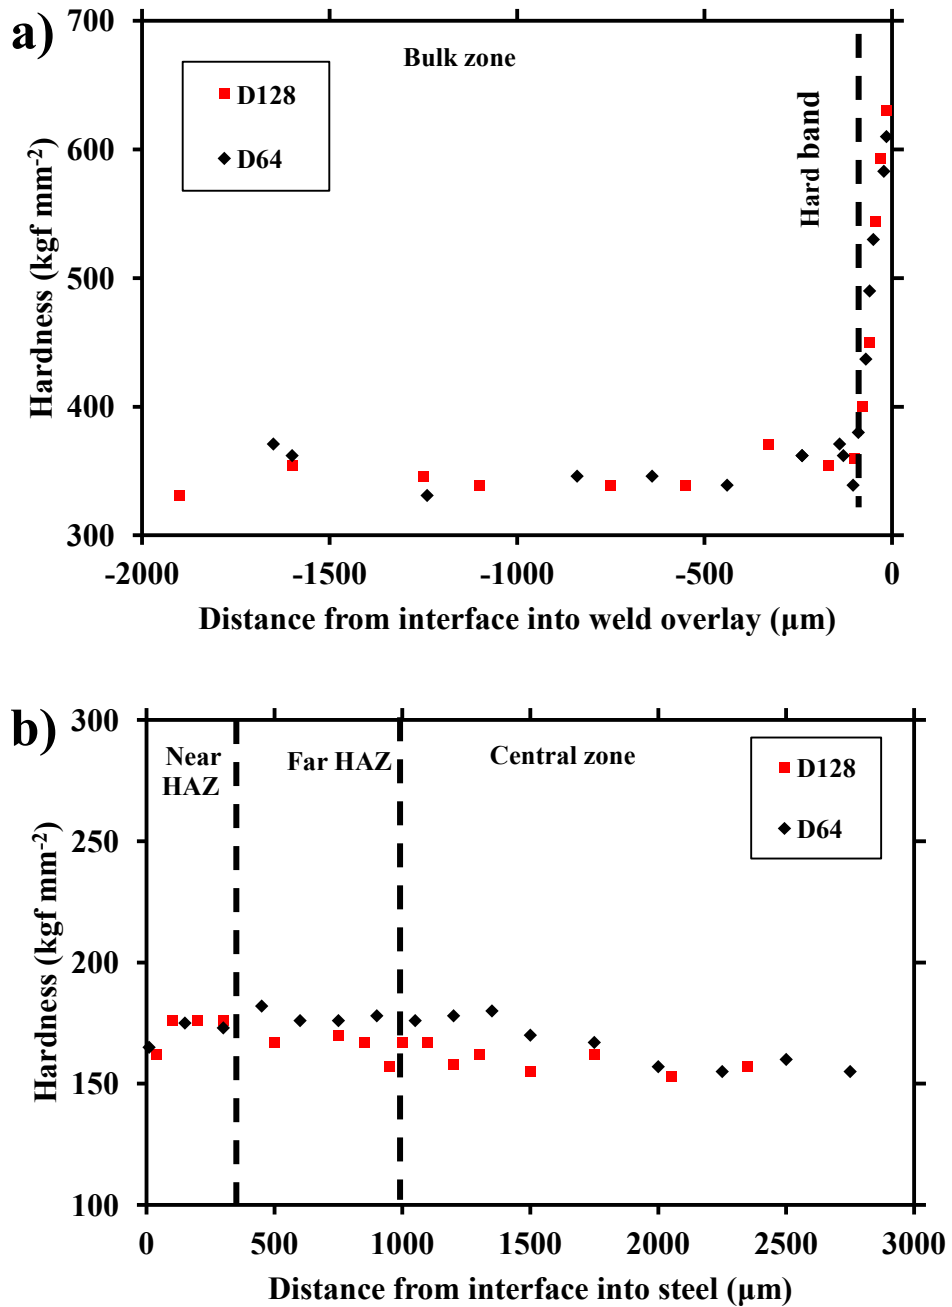 a)
Bulk zone
D128
D64
Hard band
Hardness (kgf mm-2)
700
600
500
400
300
-2000 -1500 -1000 -500 0
Distance from interface into weld overlay (µm)
b)
Near
HAZ
Far HAZ
Central zone
D128
D64
Hardness (kgf mm-2)
300
250
200
150
100
0 500 1000 1500 2000 2500 3000
Distance from interface into steel (µm)